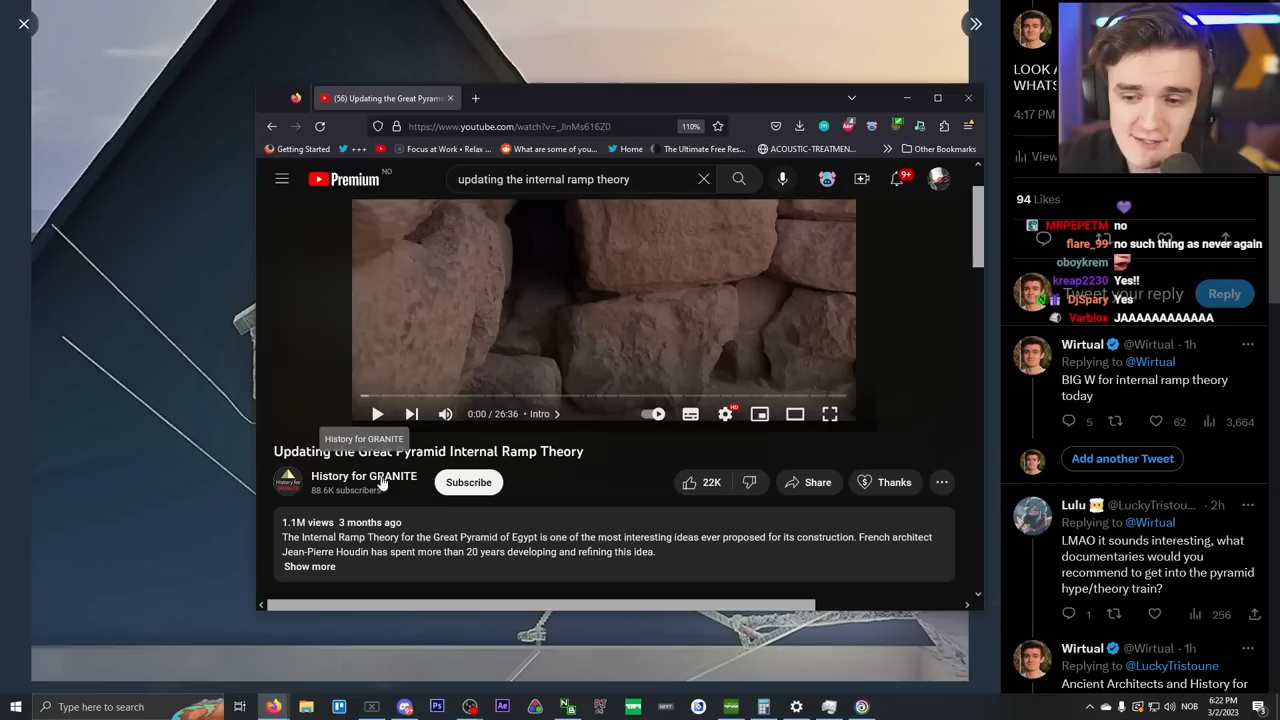 (56) Updating the Great Pyrami
https://www.youtube.com/watch?v=_JlnMs616Z0
110%
Getting Started
+++
Focus at Work • Relax ...
What are some of you...
Home
The Ultimate Free Res...
ACOUSTIC-TREATMEN...
Other Bookmarks
Premium NO
updating the internal ramp theory
9+
0:00 / 26:36 • Intro
HD
History for GRANITE
Updating the Great Pyramid Internal Ramp Theory
History for GRANITE
88.6K subscribers
Subscribe
22K
Share
Thanks
1.1M views 3 months ago
The Internal Ramp Theory for the Great Pyramid of Egypt is one of the most interesting ideas ever proposed for its construction. French architect
Jean-Pierre Houdin has spent more than 20 years developing and refining this idea.
Show more
LOOK
WHATS
4:17 PM
View
94 Likes
MRPEPETM no
flare_99 no such thing as never again
oboykrem
kreap2230 Yes!!
DjSpary Yes
Varblox JAAAAAAAAAAAA
Tweet your reply
Reply
Wirtual @Wirtual · 1h
Replying to @Wirtual
BIG W for internal ramp theory
today
5 62 3,664
Add another Tweet
Lulu @LuckyTristou... · 2h
Replying to @Wirtual
LMAO it sounds interesting, what
documentaries would you
recommend to get into the pyramid
hype/theory train?
1 256
Wirtual @Wirtual · 1h
Replying to @LuckyTristoune
Ancient Architects and History for
Type here to search
Ps
Ae
NOB
6:22 PM
3/2/2023